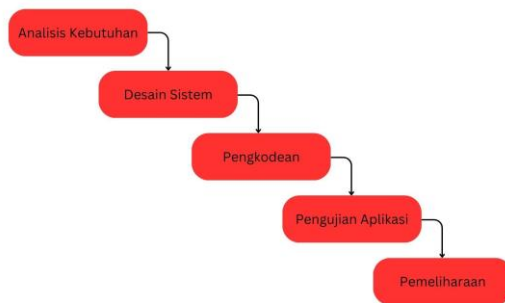 Analisis Kebutuhan
Desain Sistem
Pengkodean
Pengujian Aplikasi
Pemeliharaan